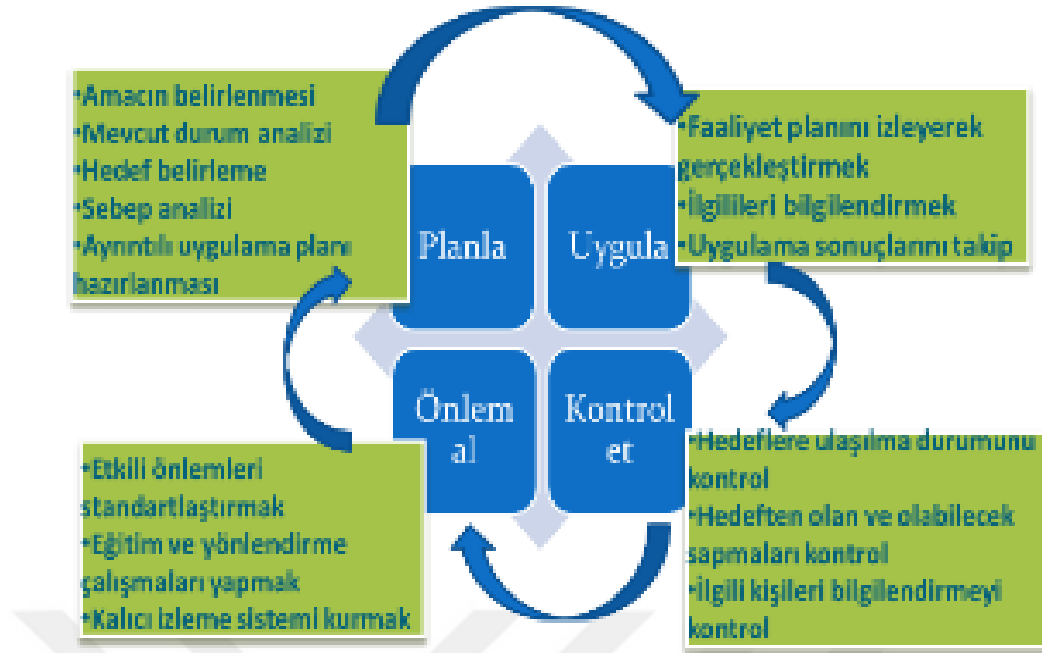 •Amacın belirlenmesi
•Mevcut durum analizi
•Hedef belirleme
•Sebep analizi
•Ayrıntılı uygulama planı
hazırlanması
•Faaliyet planını izleyerek
gerçekleştirmek
•İlgilileri bilgilendirmek
•Uygulama sonuçlarını takip
Planla
Uygula
Önlem
al
Kontrol
et
•Etkili önlemleri
standartlaştırmak
•Eğitim ve yönlendirme
çalışmaları yapmak
•Kalıcı izleme sistemi kurmak
•Hedeflere ulaşılma durumunu
kontrol
•Hedeften olan ve olabilecek
sapmaları kontrol
•İlgili kişileri bilgilendirmeyi
kontrol